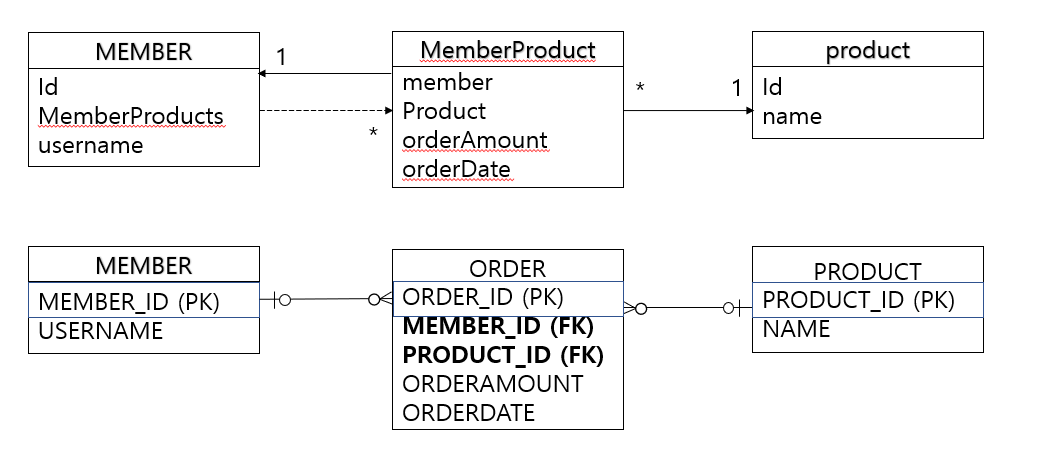 MEMBER
Id
MemberProducts
username
1
*
MemberProduct
member
Product
orderAmount
orderDate
*
1
product
Id
name
MEMBER
MEMBER_ID (PK)
USERNAME
ORDER
ORDER_ID (PK)
MEMBER_ID (FK)
PRODUCT_ID (FK)
ORDERAMOUNT
ORDERDATE
PRODUCT
PRODUCT_ID (PK)
NAME